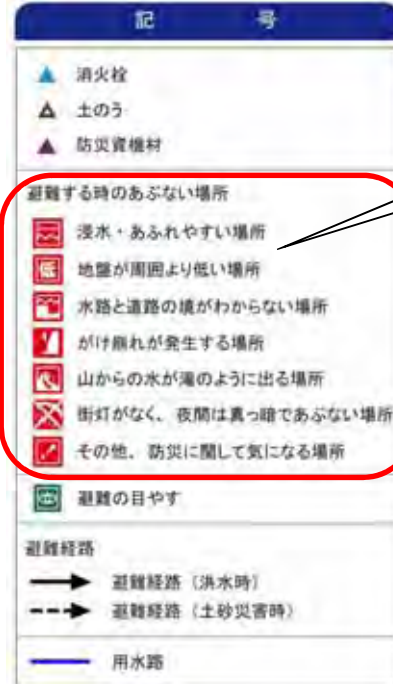 記 号
消火栓
土のう
防災資機材
避難する時のあぶない場所
浸水・あふれやすい場所
低 地盤が周囲より低い場所
水路と道路の境がわからない場所
がけ崩れが発生する場所
山からの水が滝のように出る場所
街灯がなく、夜間は真っ暗であぶない場所
その他、防災に関して気になる場所
避難の目やす
避難経路
避難経路（洪水時）
避難経路（土砂災害時）
用水路